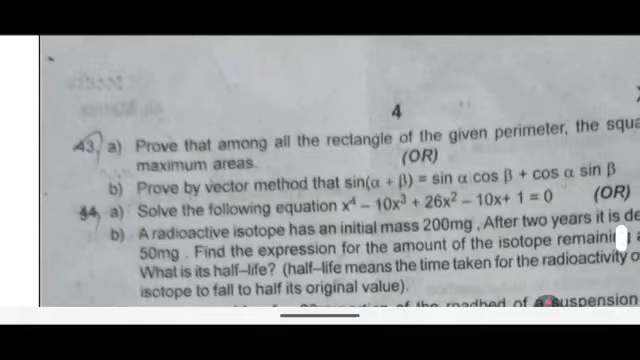 4
43. a) Prove that among all the rectangle of the given perimeter, the
maximum areas.
(OR)
b) Prove by vector method that sin(α + β) = sin α cos β + cos α sin β
44. a) Solve the following equation x⁴ – 10x³ + 26x² – 10x+ 1 = 0 (OR)
b) A radioactive isotope has an initial mass 200mg , After two years it is
50mg . Find the expression for the amount of the isotope
What is its half–life? (half–life means the time taken for the radioactivity
isotope to fall to half its original value).
of the roadbed of a suspension